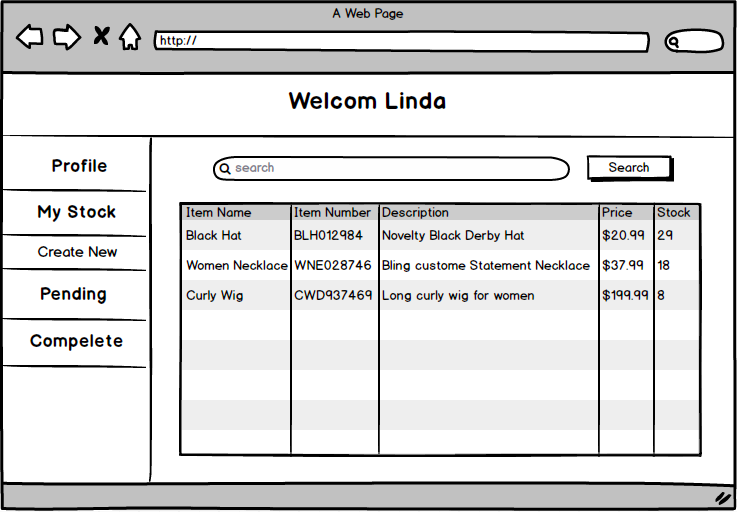 A Web Page
http://
Welcom Linda
Profile
My Stock
Create New
Pending
Compelete
search
Search
Item Name Item Number Description Price Stock
Black Hat BLH012984 Novelty Black Derby Hat $20.99 29
Women Necklace WNE028746 Bling custome Statement Necklace $37.99 18
Curly Wig CWD937469 Long curly wig for women $199.99 8